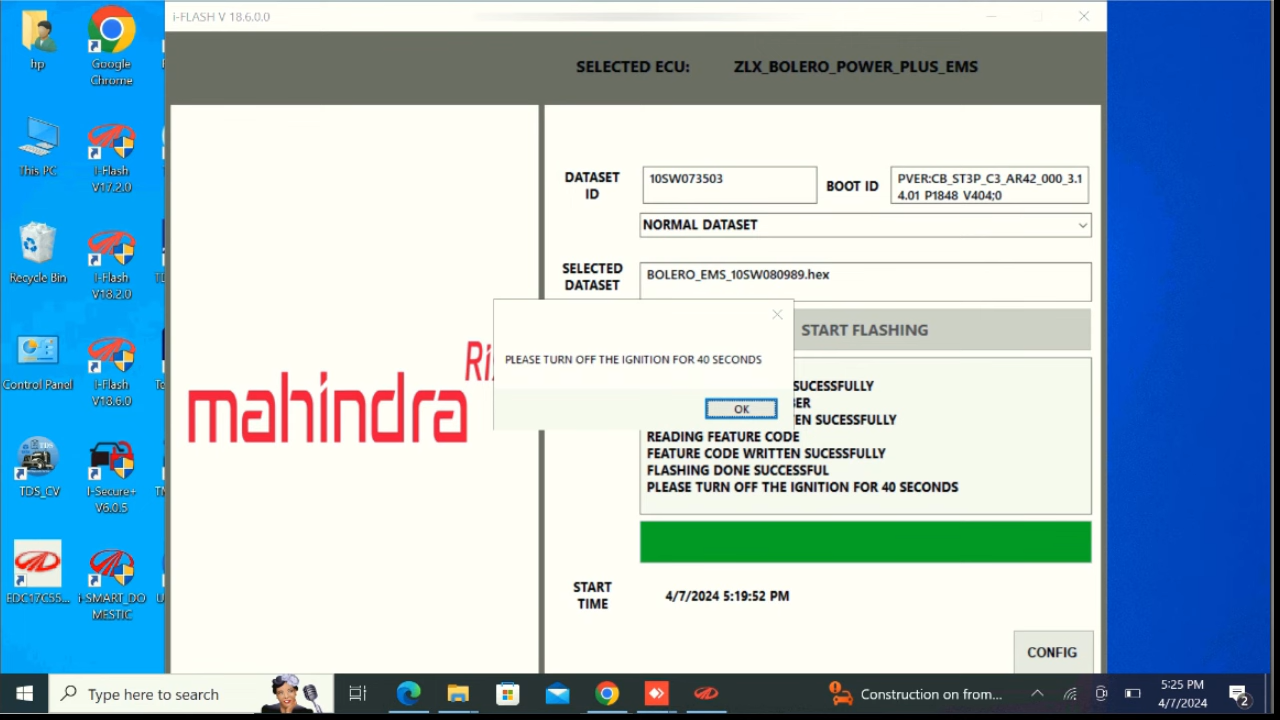 i-FLASH V 18.6.0.0
hp
Google
Chrome
This PC
I-Flash
V17.2.0
Recycle Bin
I-Flash
V18.2.0
Control Panel
I-Flash
V18.6.0
TDS_CV
I-Secure+
V6.0.5
EDC17C55...
i-SMART_DO
MESTIC
SELECTED ECU: ZLX_BOLERO_POWER_PLUS_EMS
mahindra
Ri
DATASET
ID
10SW073503
BOOT ID
PVER:CB_ST3P_C3_AR42_000_3.1
4.01 P1848 V404;0
NORMAL DATASET
SELECTED
DATASET
BOLERO_EMS_10SW080989.hex
START FLASHING
PLEASE TURN OFF THE IGNITION FOR 40 SECONDS
OK
SUCESSFULLY
BER
EN SUCESSFULLY
READING FEATURE CODE
FEATURE CODE WRITTEN SUCESSFULLY
FLASHING DONE SUCCESSFUL
PLEASE TURN OFF THE IGNITION FOR 40 SECONDS
START
TIME
4/7/2024 5:19:52 PM
CONFIG
Type here to search
Construction on from...
5:25 PM
4/7/2024
2